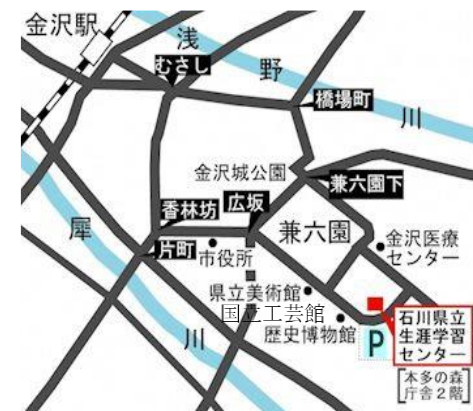 金沢駅
浅
野
川
むさし
橋場町
金沢城公園
兼六園下
香林坊
広坂
犀
川
片町
市役所
兼六園
金沢医療
センター
県立美術館
国立工芸館
歴史博物館
P
石川県立
生涯学習
センター
本多の森
庁舎2階